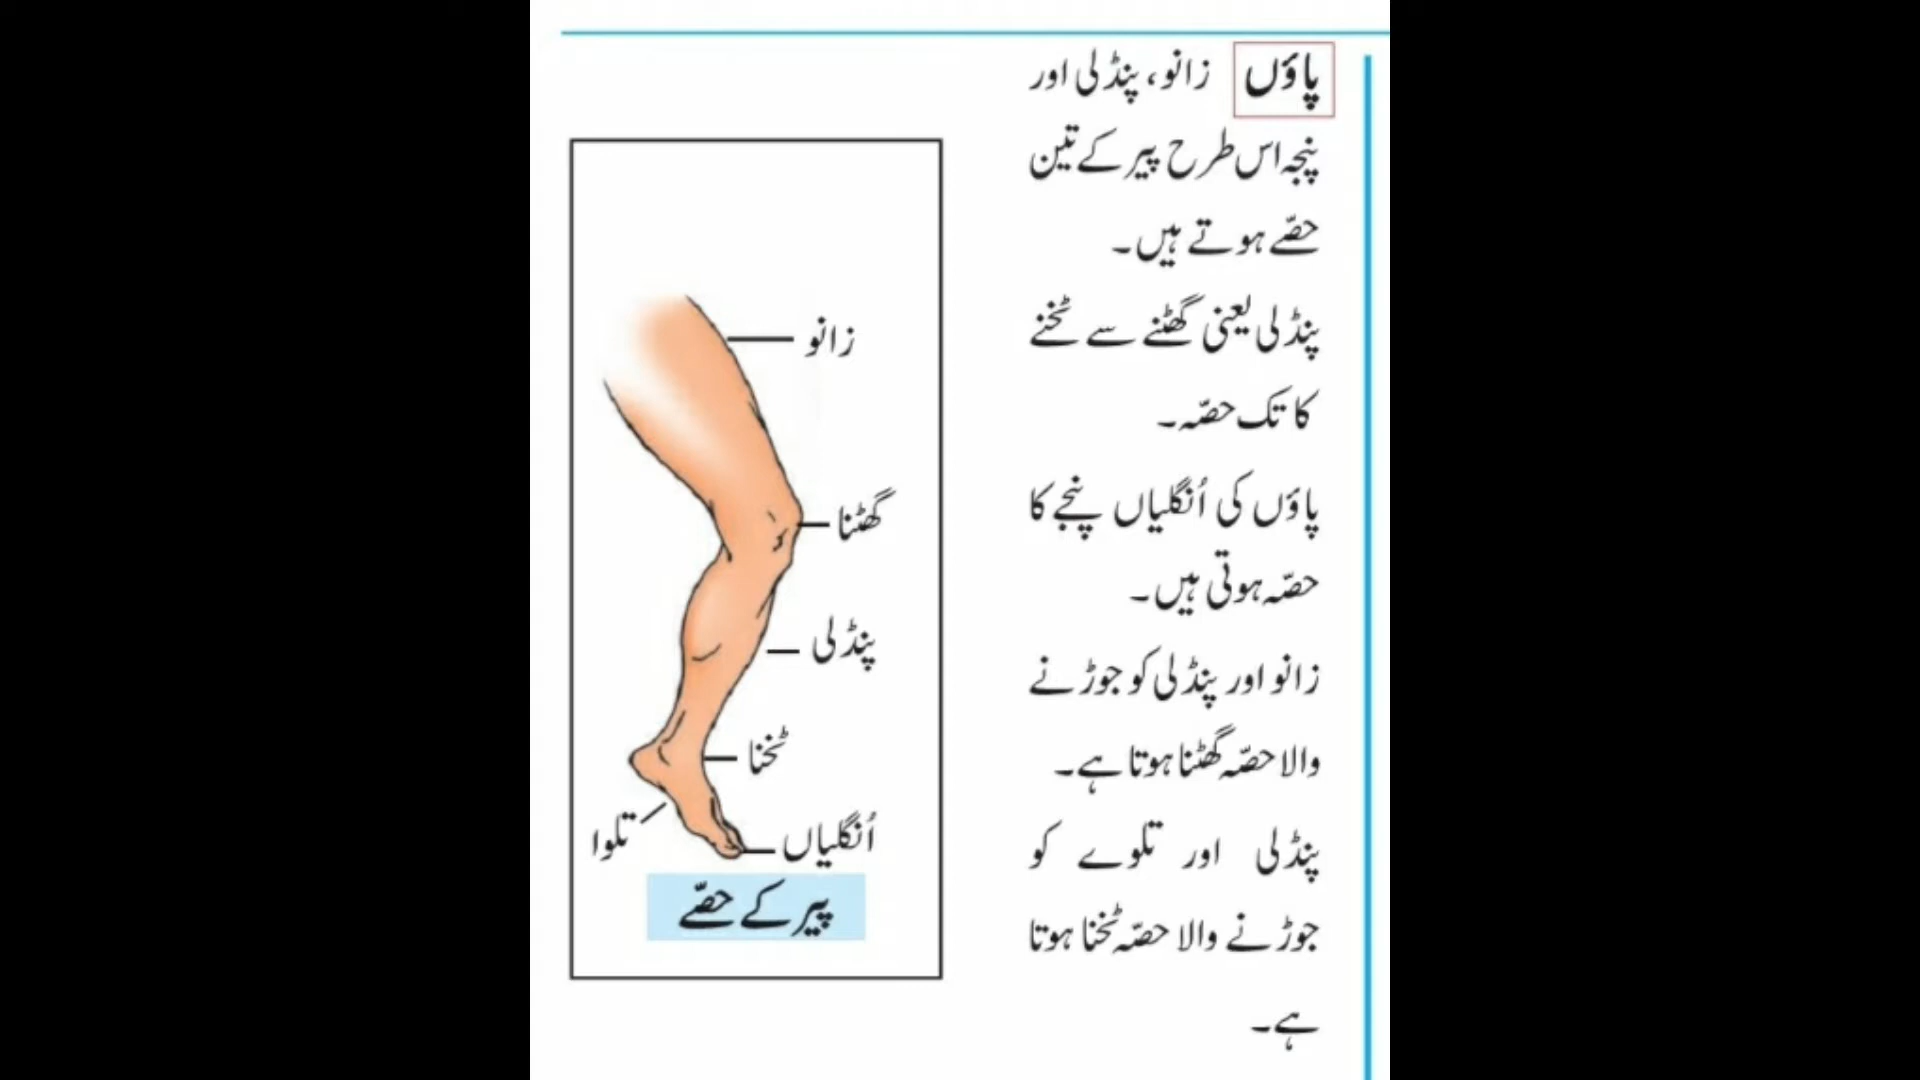 پاؤں زانو، پنڈلی اور
پنجہ اس طرح پیر کے تین
حصّے ہوتے ہیں۔
پنڈلی یعنی گھٹنے سے ٹخنے
کا تک حصّہ۔
پاؤں کی اُنگلیاں پنجے کا
حصّہ ہوتی ہیں۔
زانو اور پنڈلی کو جوڑنے
والا حصّہ گھٹنا ہوتا ہے۔
پنڈلی اور تلوے کو
جوڑنے والا حصّہ ٹخنا ہوتا
ہے۔
زانو
گھٹنا
پنڈلی
ٹخنا
اُنگلیاں
تلوا
پیر کے حصّے